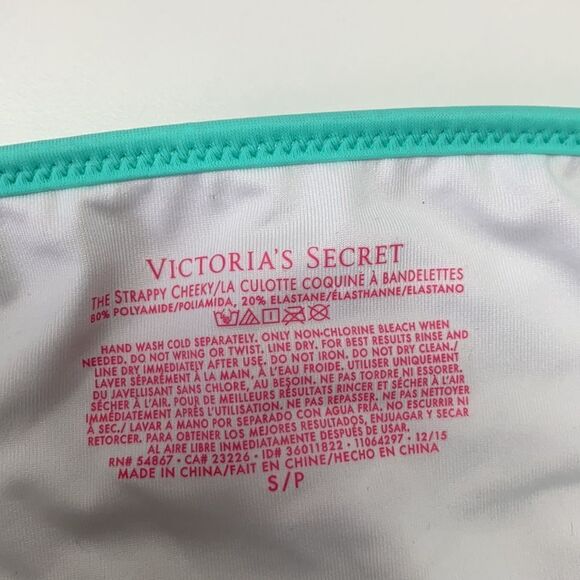 VICTORIA'S SECRET
THE STRAPPY CHEEKY/LA CULOTTE COQUINE À BANDELETTES
80% POLYAMIDE/POLIAMIDA, 20% ELASTANE/ÉLASTHANNE/ELASTANO
HAND WASH COLD SEPARATELY. ONLY NON-CHLORINE BLEACH WHEN
NEEDED. DO NOT WRING OR TWIST. LINE DRY. FOR BEST RESULTS RINSE AND
LINE DRY IMMEDIATELY AFTER USE. DO NOT IRON. DO NOT DRY CLEAN./
LAVER SÉPARÉMENT À LA MAIN, À L'EAU FROIDE. UTILISER UNIQUEMENT
DU JAVELLISANT SANS CHLORE, AU BESOIN. NE PAS TORDRE NI ESSORER.
SÉCHER À L'AIR. POUR DE MEILLEURS RÉSULTATS RINCER ET SÉCHER À L'AIR
IMMÉDIATEMENT APRÈS L'UTILISATION. NE PAS REPASSER. NE PAS NETTOYER
À SEC./ LAVAR A MANO POR SEPARADO CON AGUA FRÍA. NO ESCURRIR NI
RETORCER. PARA OBTENER LOS MEJORES RESULTADOS, ENJUAGAR Y SECAR
AL AIRE LIBRE INMEDIATAMENTE DESPUÉS DE USAR.
RN# 54867 • CA# 23226 • ID# 36011822 • 11064297 • 12/15
MADE IN CHINA/FAIT EN CHINE/HECHO EN CHINA
S/P